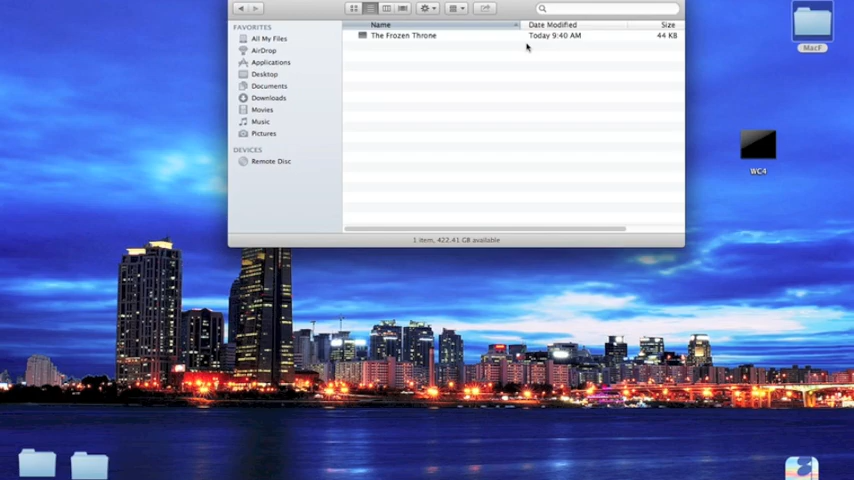 Name Date Modified Size
FAVORITES
All My Files
AirDrop
Applications
Desktop
Documents
Downloads
Movies
Music
Pictures
DEVICES
Remote Disc
The Frozen Throne Today 9:40 AM 44 KB
1 item, 422.41 GB available
MacF
WC4